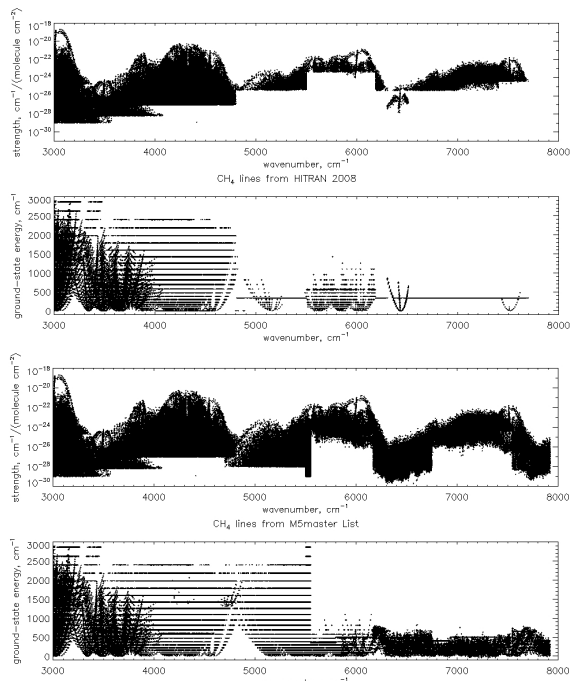 10⁻¹⁸
10⁻²⁰
10⁻²²
10⁻²⁴
10⁻²⁶
10⁻²⁸
10⁻³⁰
strength, cm⁻¹/(molecule cm⁻²)
3000 4000 5000 6000 7000 8000
wavenumber, cm⁻¹
CH₄ lines from HITRAN 2008
3000
2500
2000
1500
1000
500
0
ground-state energy, cm⁻¹
3000 4000 5000 6000 7000 8000
wavenumber, cm⁻¹
10⁻¹⁸
10⁻²⁰
10⁻²²
10⁻²⁴
10⁻²⁶
10⁻²⁸
10⁻³⁰
strength, cm⁻¹/(molecule cm⁻²)
3000 4000 5000 6000 7000 8000
wavenumber, cm⁻¹
CH₄ lines from M5master List
3000
2500
2000
1500
1000
500
0
ground-state energy, cm⁻¹
3000 4000 5000 6000 7000 8000